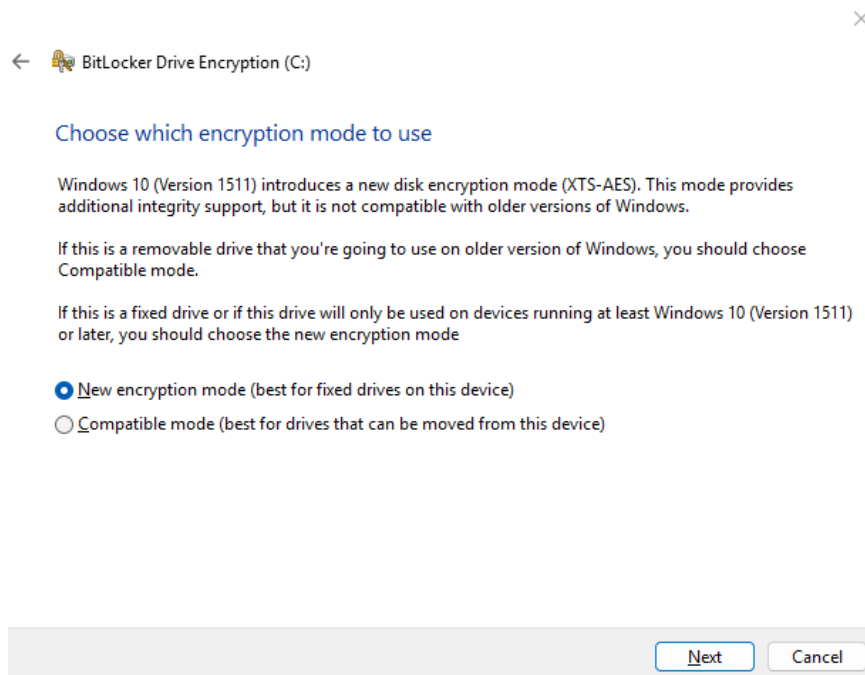 BitLocker Drive Encryption (C:)
Choose which encryption mode to use
Windows 10 (Version 1511) introduces a new disk encryption mode (XTS-AES). This mode provides
additional integrity support, but it is not compatible with older versions of Windows.
If this is a removable drive that you're going to use on older version of Windows, you should choose
Compatible mode.
If this is a fixed drive or if this drive will only be used on devices running at least Windows 10 (Version 1511)
or later, you should choose the new encryption mode
New encryption mode (best for fixed drives on this device)
Compatible mode (best for drives that can be moved from this device)
Next Cancel